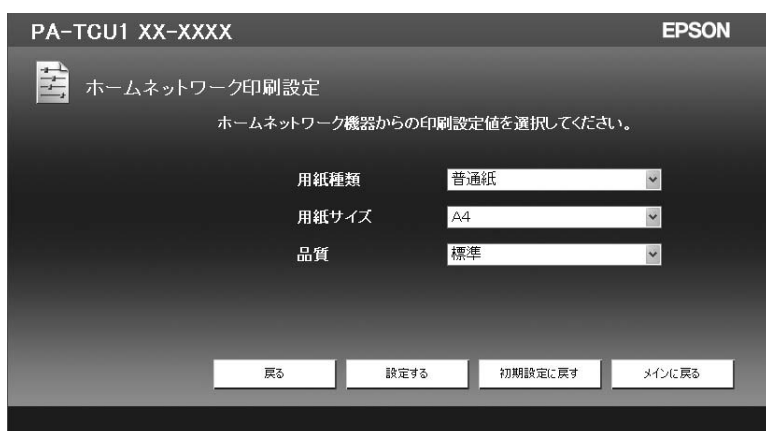 PA-TCU1 XX-XXXX EPSON
ホームネットワーク印刷設定
ホームネットワーク機器からの印刷設定値を選択してください。
用紙種類 普通紙
用紙サイズ A4
品質 標準
戻る 設定する 初期設定に戻す メインに戻る